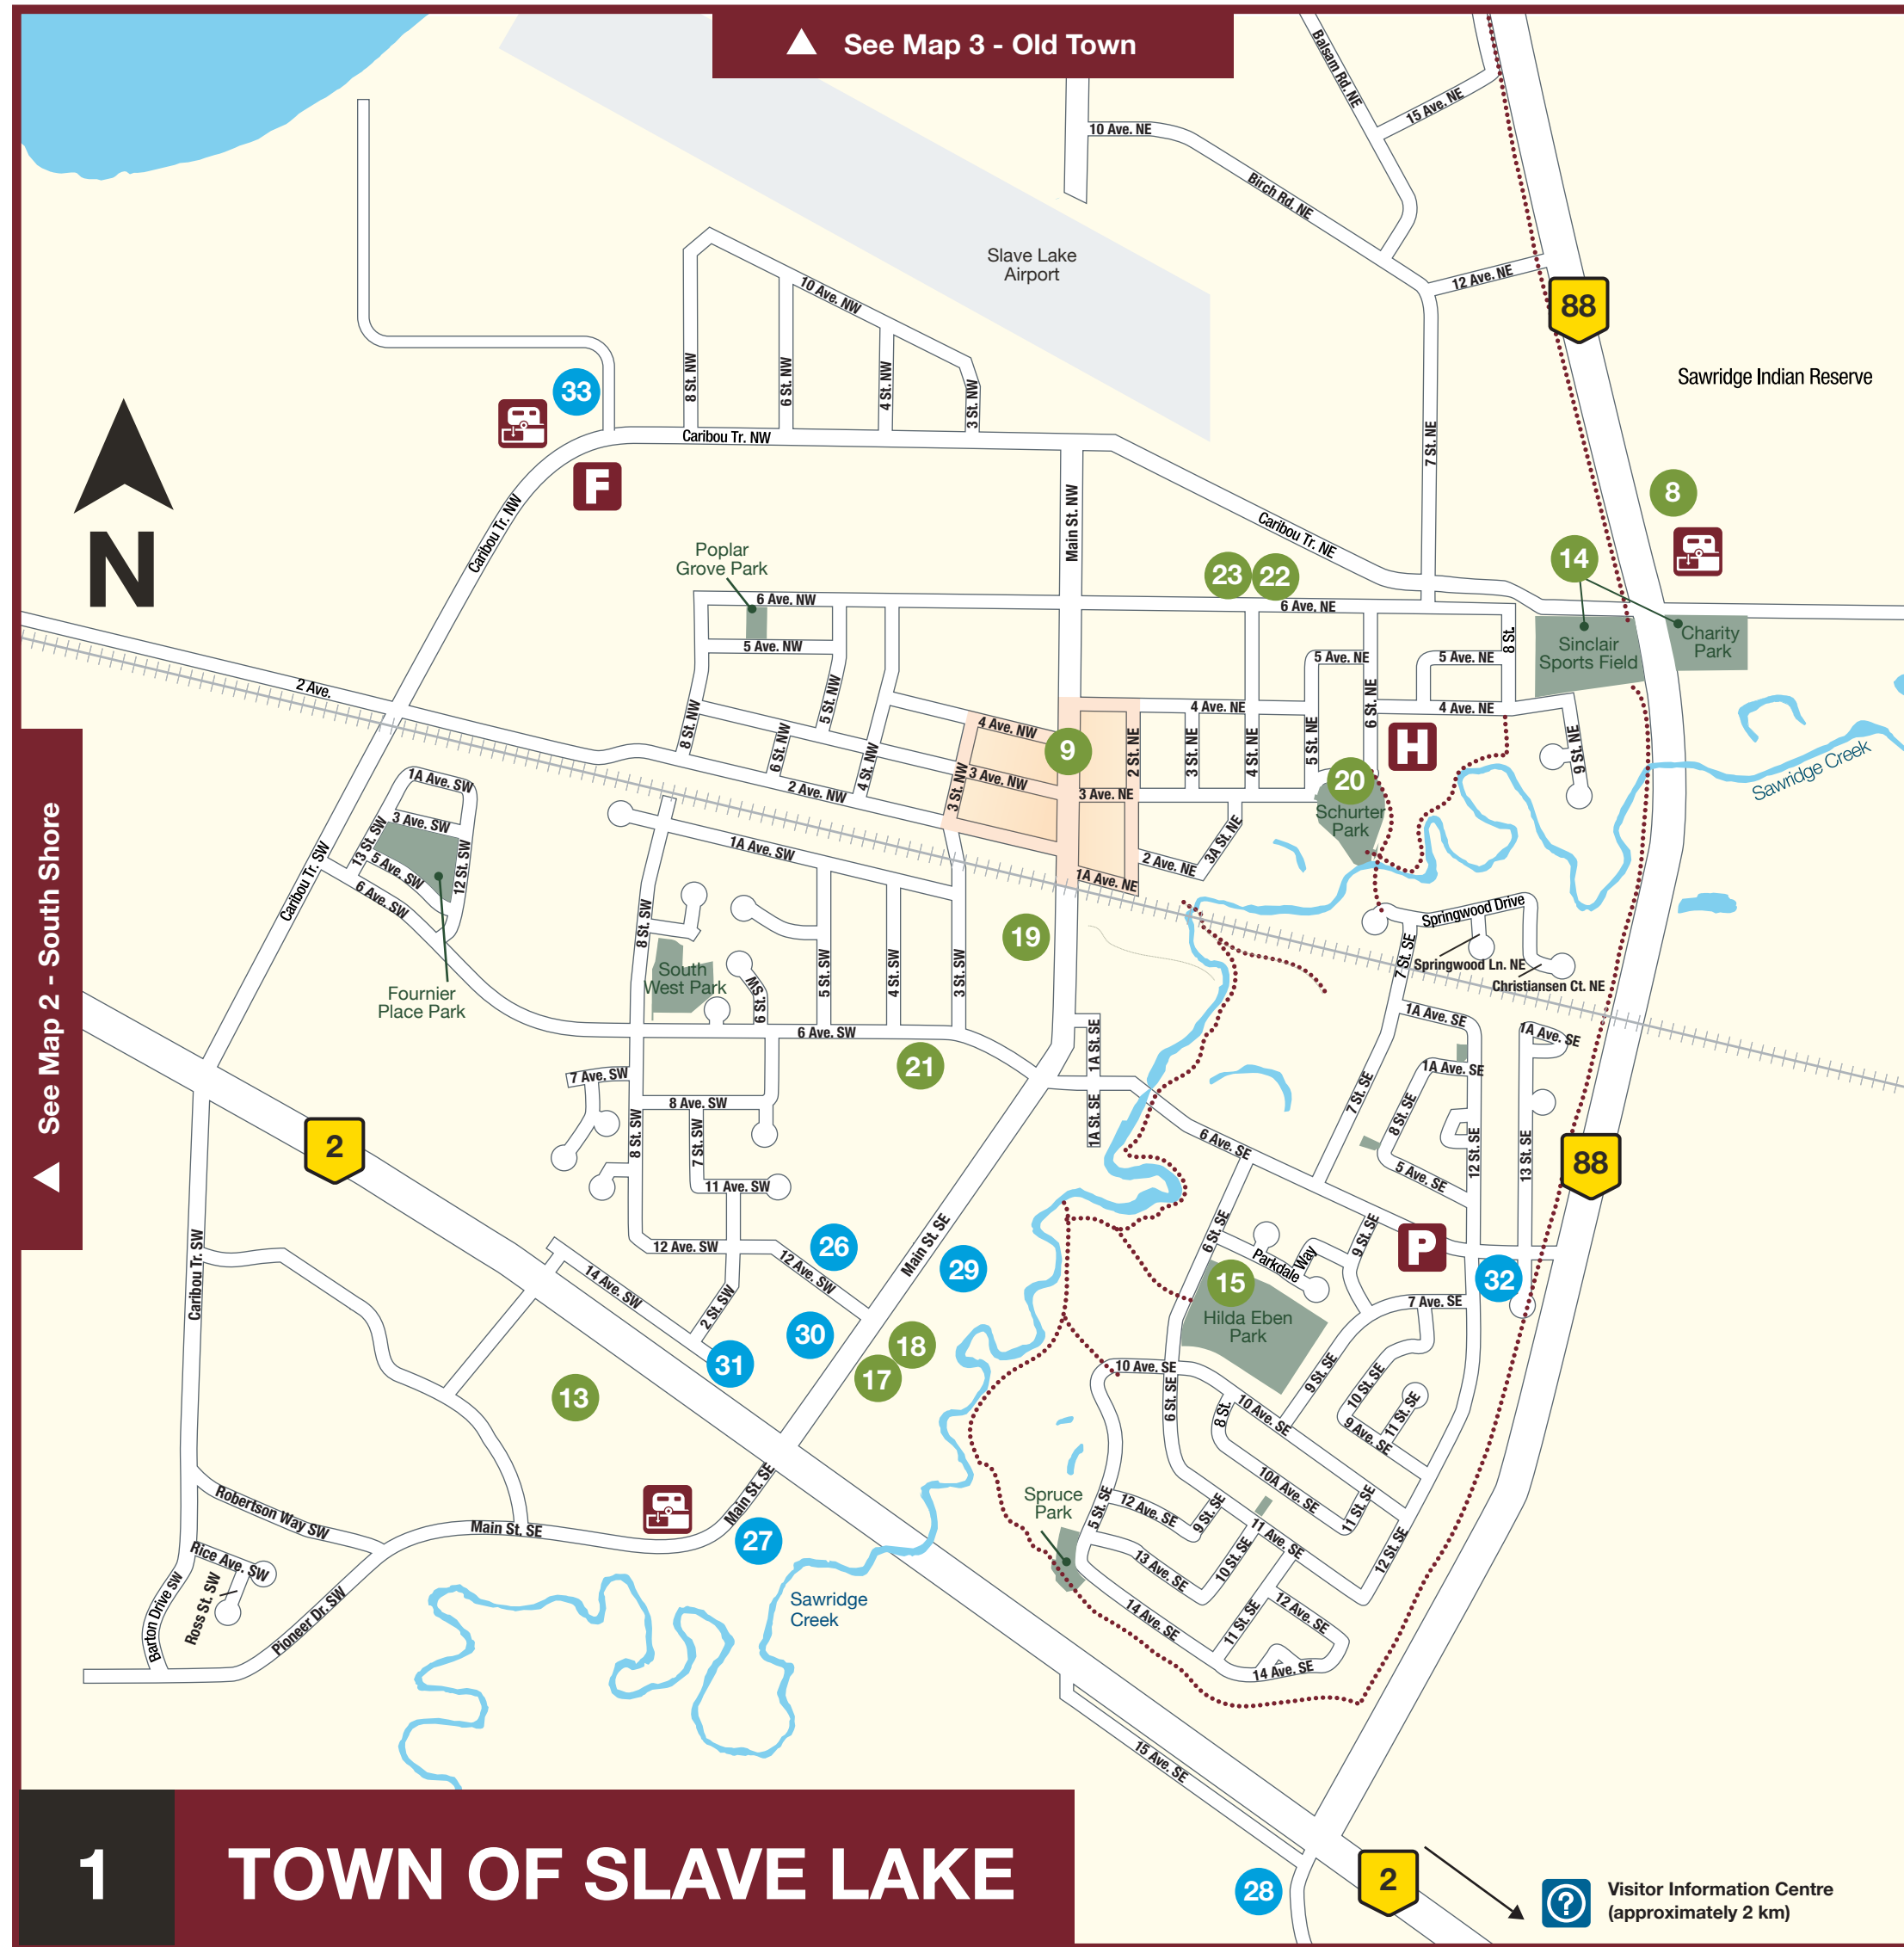 See Map 3 - Old Town
Balsam Rd. NE
15 Ave. NE
10 Ave. NE
Birch Rd. NE
Slave Lake
Airport
12 Ave. NE
10 Ave. NW
88
Sawridge Indian Reserve
8 St. NW
6 St. NW
4 St. NW
3 St. NW
33
Caribou Tr. NW
7 St. NE
N
F
Caribou Tr. NW
Main St. NW
Caribou Tr. NE
8
Poplar
Grove Park
23
22
14
6 Ave. NW
6 Ave. NE
5 Ave. NW
8 St.
Sinclair
Sports Field
Charity
Park
5 Ave. NE
5 Ave. NE
2 Ave.
8 St. NW
5 St. NW
6 St. NW
4 St. NW
6 St. NE
4 Ave. NE
4 Ave. NE
4 Ave. NW
9
2 St. NE
3 St. NE
4 St. NE
5 St. NE
H
9 St. NE
Sawridge Creek
3 Ave. NW
3 St. NW
2 Ave. NW
3 Ave. NE
20
Schurter
Park
1A Ave. SW
3 Ave. SW
13 St. SW
5 Ave. SW
12 St. SW
6 Ave. SW
Caribou Tr. SW
See Map 2 - South Shore
1A Ave. SW
3A St. NE
2 Ave. NE
1A Ave. NE
8 St. SW
19
Springwood Drive
7 St. NE
Springwood Ln. NE
Christiansen Ct. NE
South
West Park
6 St. SW
5 St. SW
4 St. SW
3 St. SW
Fournier
Place Park
6 Ave. SW
1A St. SE
1A Ave. SE
1A Ave. SE
21
1A Ave. SE
7 Ave. SW
8 Ave. SW
8 St. SW
7 St. SW
11 Ave. SW
1A St. SE
7 St. SE
8 St. SE
12 St. SE
13 St. SE
6 Ave. SE
5 Ave. SE
2
88
Caribou Tr. SW
12 Ave. SW
12 Ave. SW
26
Main St. SE
29
6 St. SE
Parkdale Way
9 St. SE
P
32
15
Hilda Eben
Park
7 Ave. SE
14 Ave. SW
2 St. SW
30
31
18
17
13
10 Ave. SE
6 St. SE
8 St.
10 Ave. SE
9 St. SE
10 St. SE
11 St. SE
9 Ave. SE
10A Ave. SE
11 St. SE
12 St. SE
Spruce
Park
5 St. SE
12 Ave. SE
9 St. SE
11 Ave. SE
10 St. SE
13 Ave. SE
14 Ave. SE
11 St. SE
12 Ave. SE
14 Ave. SE
Robertson Way SW
Main St. SE
Main St. SE
27
Rice Ave. SW
Ross St. SW
Barton Drive SW
Pioneer Dr. SW
Sawridge
Creek
15 Ave. SE
1
TOWN OF SLAVE LAKE
28
2
?
Visitor Information Centre
(approximately 2 km)